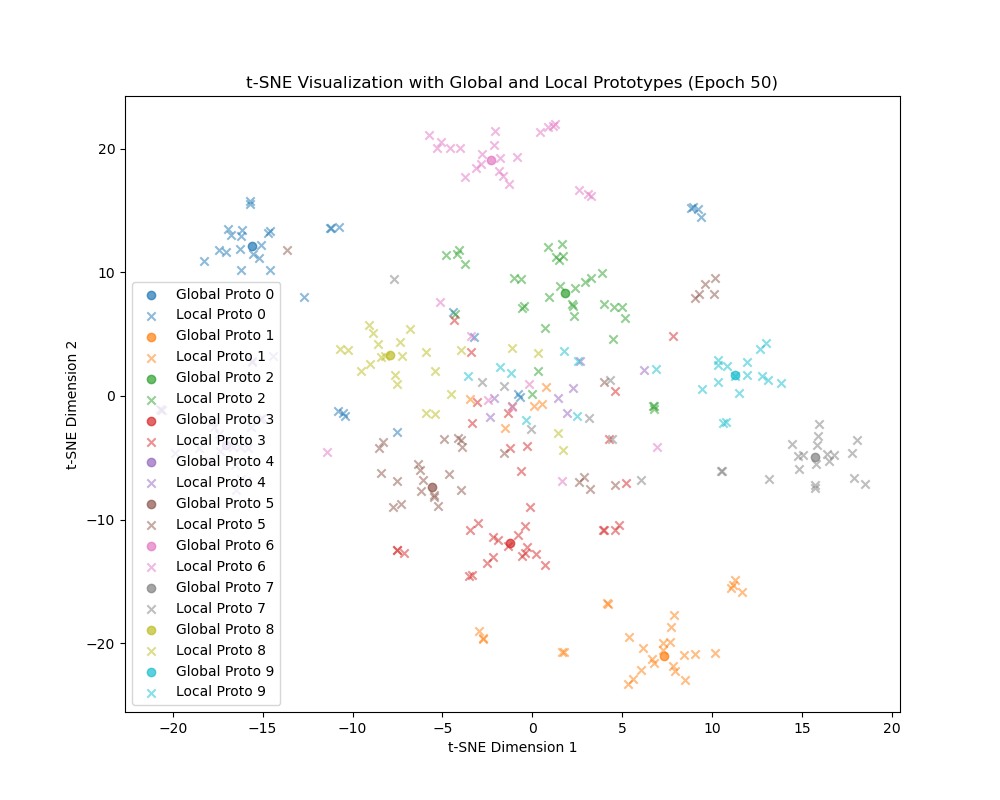 t-SNE Visualization with Global and Local Prototypes (Epoch 50)
t-SNE Dimension 2
20
10
0
−10
−20
Global Proto 0
Local Proto 0
Global Proto 1
Local Proto 1
Global Proto 2
Local Proto 2
Global Proto 3
Local Proto 3
Global Proto 4
Local Proto 4
Global Proto 5
Local Proto 5
Global Proto 6
Local Proto 6
Global Proto 7
Local Proto 7
Global Proto 8
Local Proto 8
Global Proto 9
Local Proto 9
−20 −15 −10 −5 0 5 10 15 20
t-SNE Dimension 1